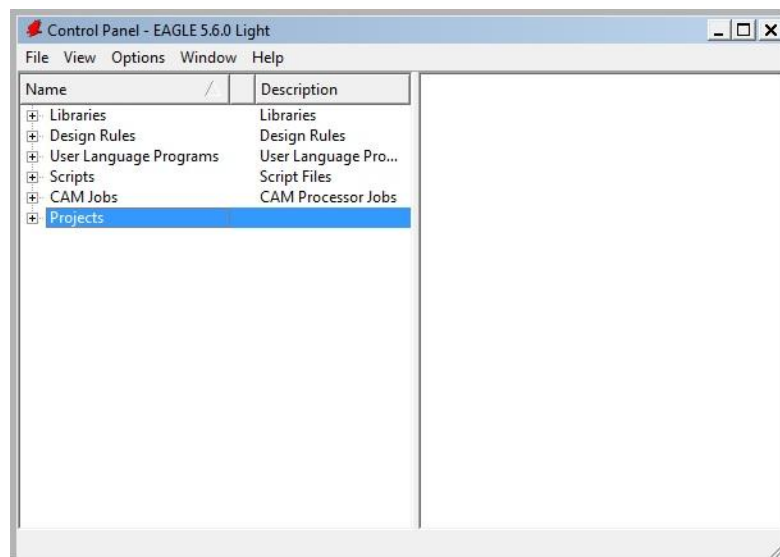 Control Panel - EAGLE 5.6.0 Light
File View Options Window Help
Name Description
Libraries Libraries
Design Rules Design Rules
User Language Programs User Language Pro...
Scripts Script Files
CAM Jobs CAM Processor Jobs
Projects